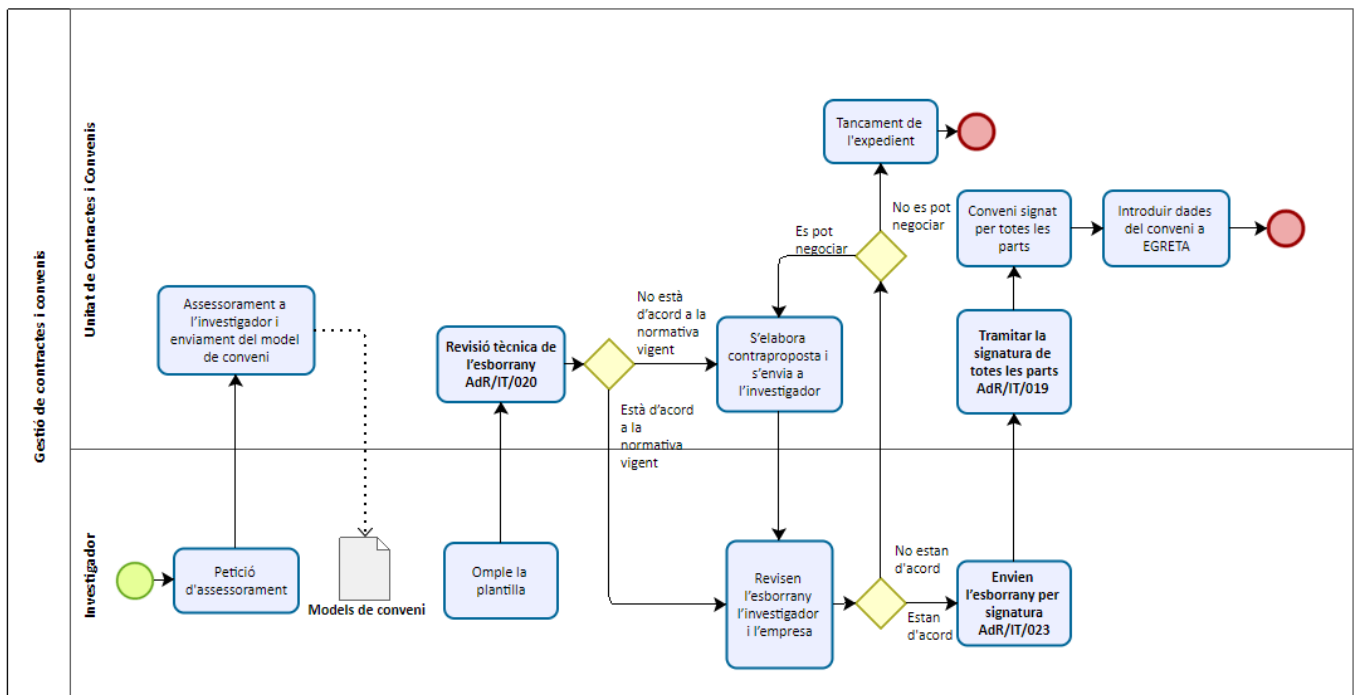 Gestió de contractes i convenis
Unitat de Contractes i Convenis
Investigador
Tancament de
l'expedient
No es pot
negociar
Es pot
negociar
Conveni signat
per totes les
parts
Introduir dades
del conveni a
EGRETA
Assessorament a
l'investigador i
enviament del model
de conveni
Revisió tècnica de
l'esborrany
AdR/IT/020
No està
d'acord a la
normativa
vigent
S'elabora
contraproposta i
s'envia a
l'investigador
Tramitar la
signatura de
totes les parts
AdR/IT/019
Està d'acord
a la
normativa
vigent
Petició
d'assessorament
Models de conveni
Omple la
plantilla
Revisen
l'esborrany
l'investigador
i l'empresa
No estan
d'acord
Estan
d'acord
Envien
l'esborrany per
signatura
AdR/IT/023